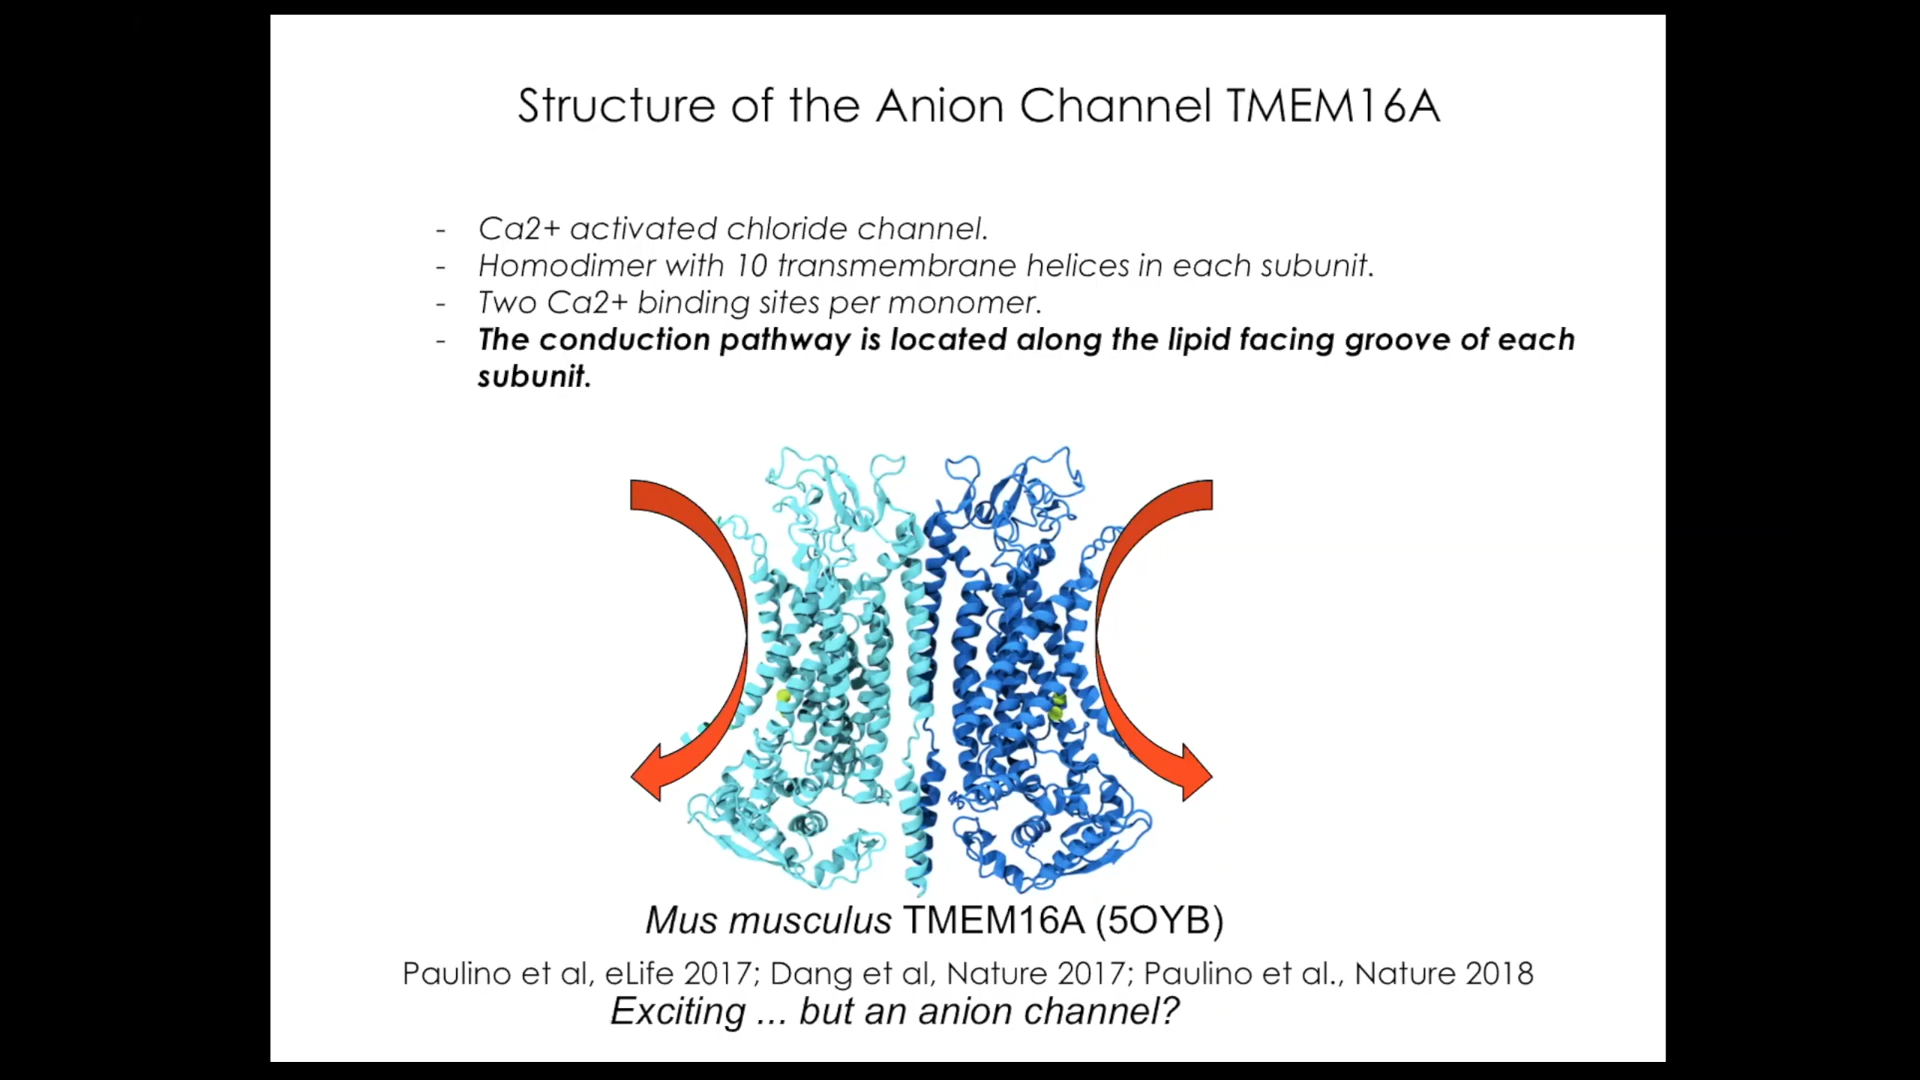 Structure of the Anion Channel TMEM16A
- Ca2+ activated chloride channel.
- Homodimer with 10 transmembrane helices in each subunit.
- Two Ca2+ binding sites per monomer.
- The conduction pathway is located along the lipid facing groove of each
subunit.
Mus musculus TMEM16A (5OYB)
Paulino et al, eLife 2017; Dang et al, Nature 2017; Paulino et al., Nature 2018
Exciting ... but an anion channel?